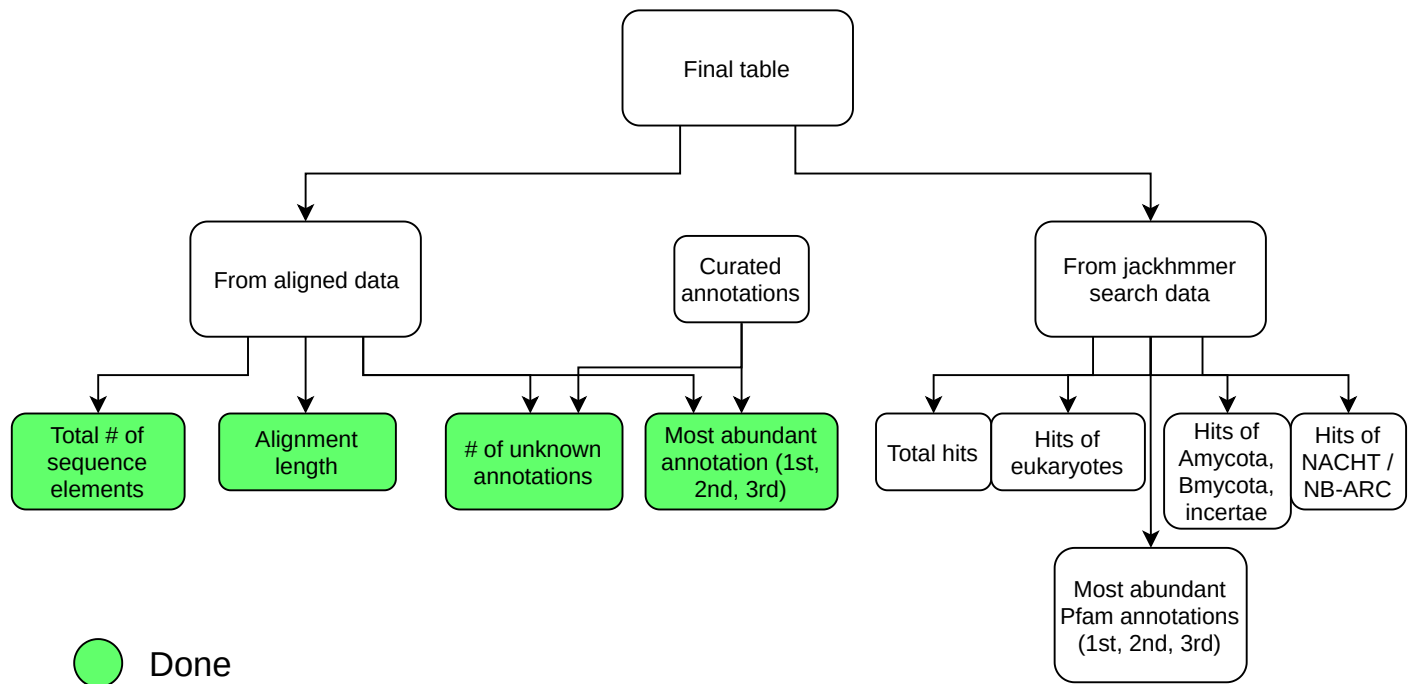 Final table
From aligned data
Curated
annotations
From jackhmmer
search data
Total # of
sequence
elements
Alignment
length
# of unknown
annotations
Most abundant
annotation (1st,
2nd, 3rd)
Total hits
Hits of
eukaryotes
Hits of
Amycota,
Bmycota,
incertae
Hits of
NACHT /
NB-ARC
Most abundant
Pfam annotations
(1st, 2nd, 3rd)
Done